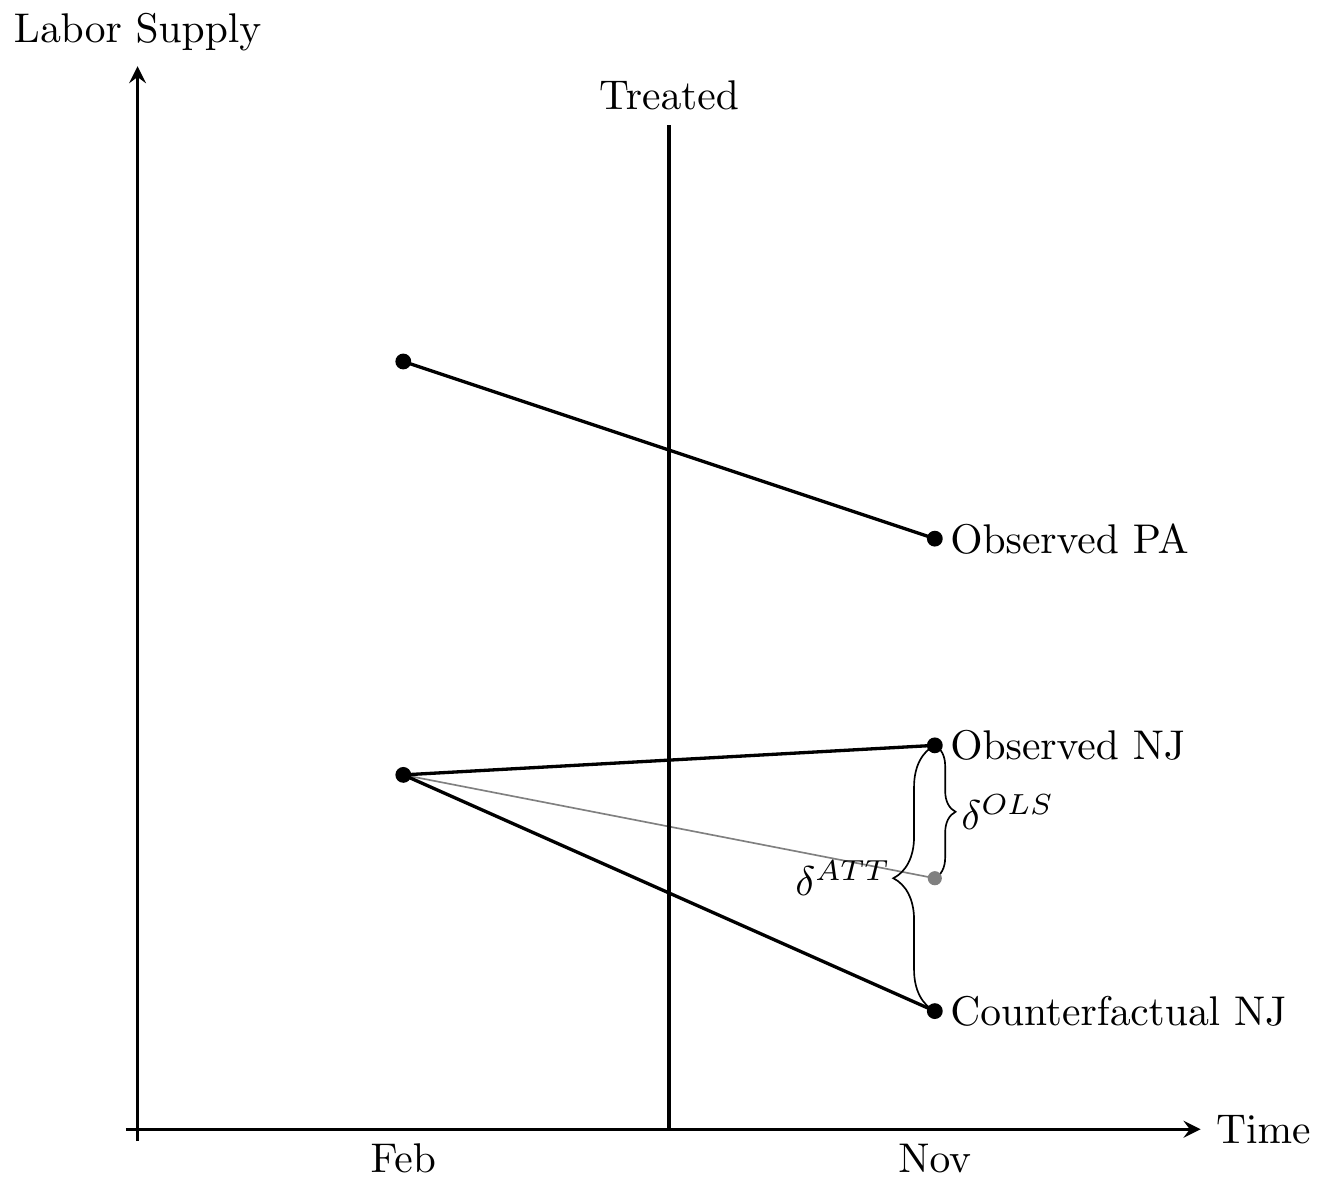 Labor Supply
Treated
Observed PA
Observed NJ
δ^{OLS}
δ^{ATT}
Counterfactual NJ
Time
Feb
Nov